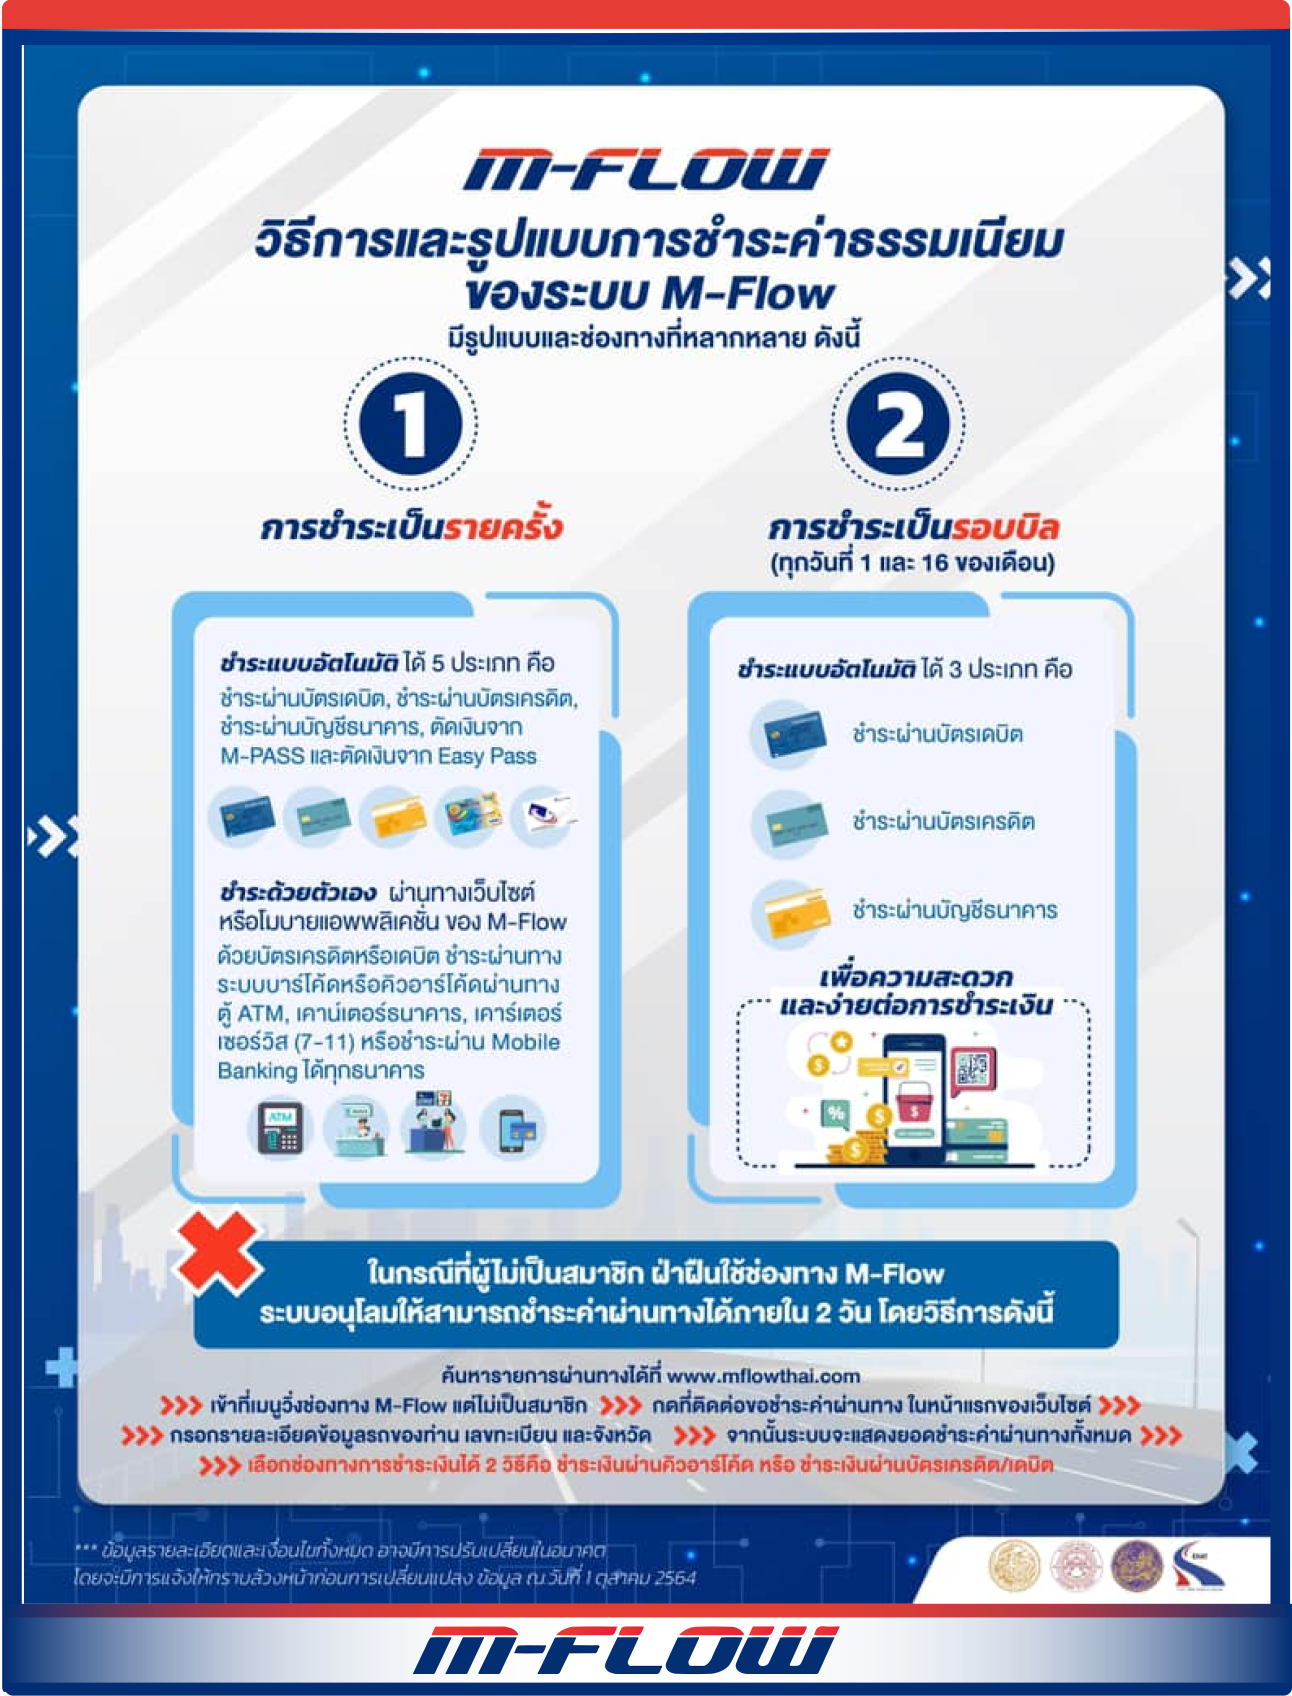 M-FLOW
วิธีการและรูปแบบการชำระค่าธรรมเนียม
ของระบบ M-Flow
มีรูปแบบและช่องทางที่หลากหลาย ดังนี้
1
การชำระเป็นรายครั้ง
ชำระแบบอัตโนมัติ ได้ 5 ประเภท คือ
ชำระผ่านบัตรเดบิต, ชำระผ่านบัตรเครดิต,
ชำระผ่านบัญชีธนาคาร, ตัดเงินจาก
M-PASS และตัดเงินจาก Easy Pass
ชำระด้วยตัวเอง ผ่านทางเว็บไซต์
หรือโมบายแอพพลิเคชั่น ของ M-Flow
ด้วยบัตรเครดิตหรือเดบิต ชำระผ่านทาง
ระบบบาร์โค้ดหรือคิวอาร์โค้ดผ่านทาง
ตู้ ATM, เคาน์เตอร์ธนาคาร, เคาร์เตอร์
เซอร์วิส (7-11) หรือชำระผ่าน Mobile
Banking ได้ทุกธนาคาร
ATM
2
การชำระเป็นรอบบิล
(ทุกวันที่ 1 และ 16 ของเดือน)
ชำระแบบอัตโนมัติ ได้ 3 ประเภท คือ
ชำระผ่านบัตรเดบิต
ชำระผ่านบัตรเครดิต
ชำระผ่านบัญชีธนาคาร
เพื่อความสะดวก
และง่ายต่อการชำระเงิน
ในกรณีที่ผู้ไม่เป็นสมาชิก ฝ่าฝืนใช้ช่องทาง M-Flow
ระบบอนุโลมให้สามารถชำระค่าผ่านทางได้ภายใน 2 วัน โดยวิธีการดังนี้
ค้นหารายการผ่านทางได้ที่ www.mflowthai.com
>>> เข้าที่เมนูวิ่งช่องทาง M-Flow แต่ไม่เป็นสมาชิก >>> กดที่ติดต่อขอชำระค่าผ่านทาง ในหน้าแรกของเว็บไซต์ >>>
>>> กรอกรายละเอียดข้อมูลรถของท่าน เลขทะเบียน และจังหวัด >>> จากนั้นระบบจะแสดงยอดชำระค่าผ่านทางทั้งหมด >>>
>>> เลือกช่องทางการชำระเงินได้ 2 วิธีคือ ชำระเงินผ่านคิวอาร์โค้ด หรือ ชำระเงินผ่านบัตรเครดิต/เดบิต
*** ข้อมูลรายละเอียดและเงื่อนไขทั้งหมด อาจมีการปรับเปลี่ยนในอนาคต
โดยจะมีการแจ้งให้ทราบล้วงหน้าก่อนการเปลี่ยนแปลง ข้อมูล ณ วันที่ 1 ตุลาคม 2564
M-FLOW